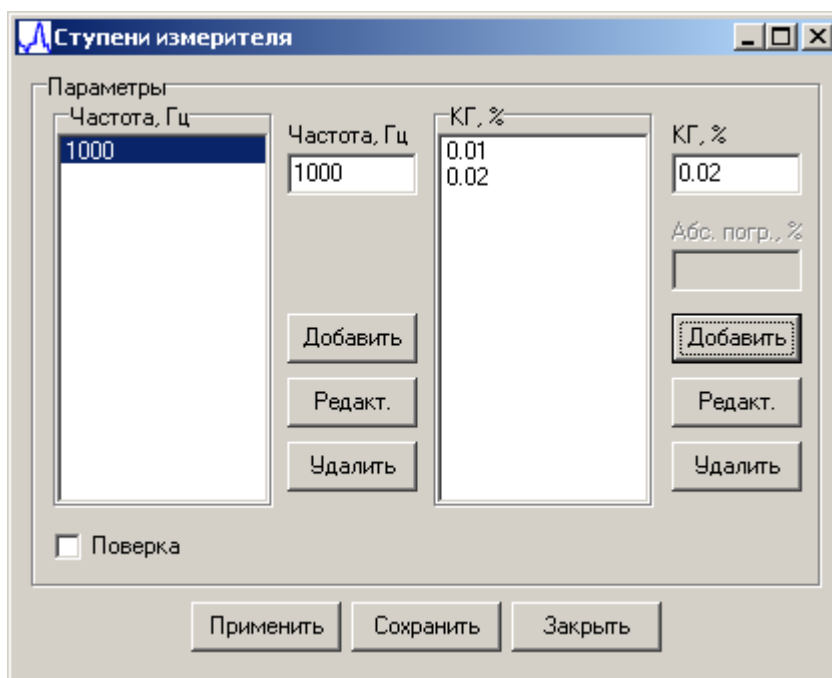 Ступени измерителя
Параметры
Частота, Гц
1000
Частота, Гц
1000
Добавить
Редакт.
Удалить
КГ, %
0.01
0.02
КГ, %
0.02
Абс. погр., %
Добавить
Редакт.
Удалить
Поверка
Применить
Сохранить
Закрыть